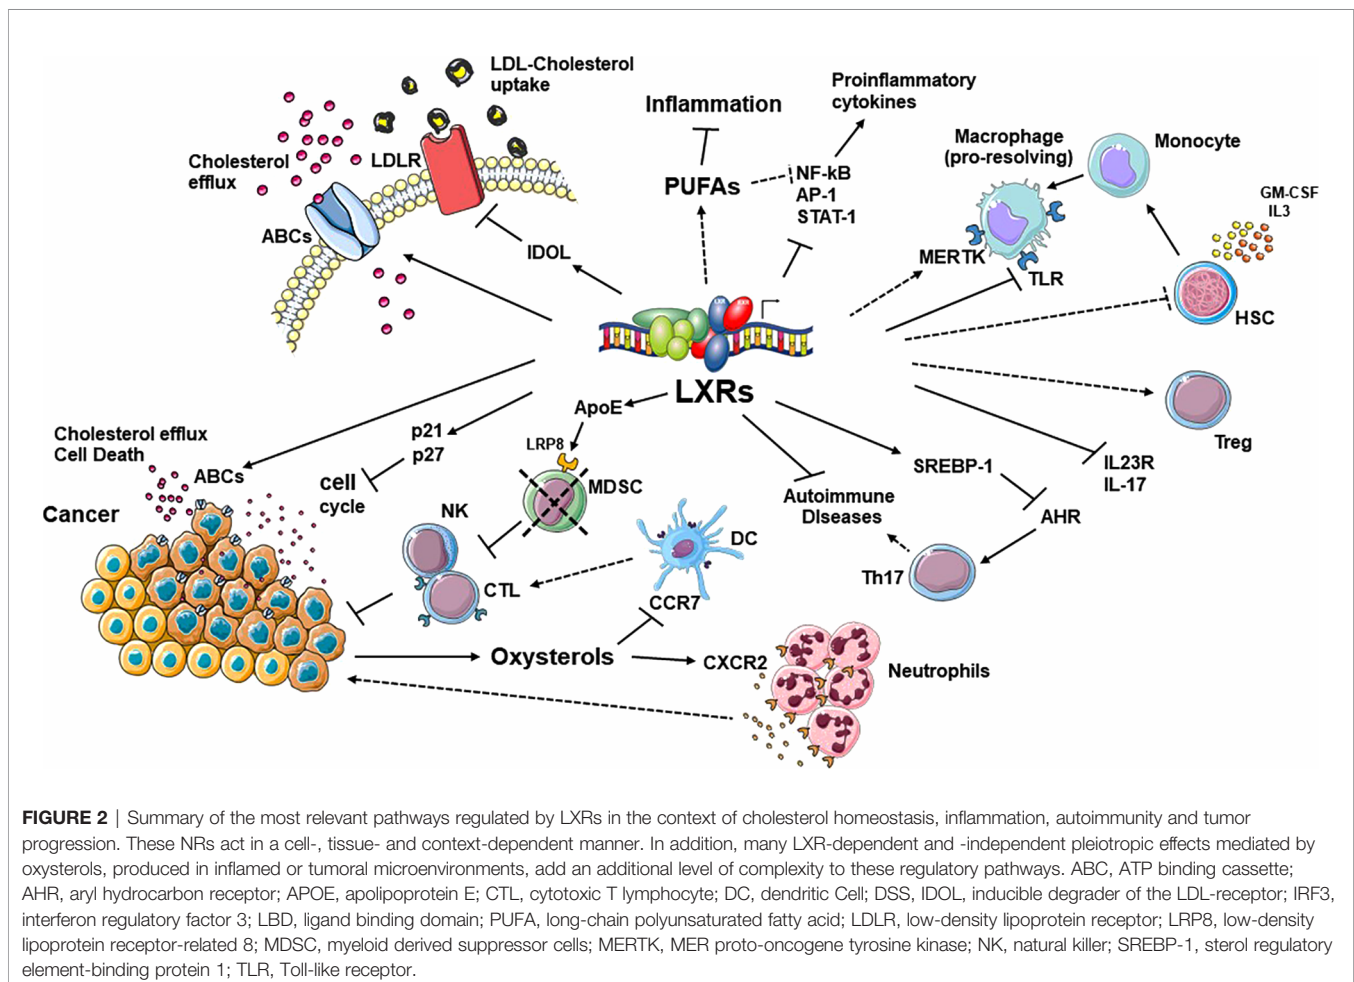 LDL-Cholesterol
uptake
Cholesterol
efflux
LDLR
ABCs
IDOL
Inflammation
PUFAs
Proinflammatory
cytokines
NF-kB
AP-1
STAT-1
Macrophage
(pro-resolving)
Monocyte
GM-CSF
IL3
MERTK
TLR
HSC
LXRs
Treg
ApoE
p21
p27
LRP8
MDSC
cell
cycle
Cholesterol efflux
Cell Death
ABCs
Cancer
NK
CTL
DC
CCR7
SREBP-1
IL23R
IL-17
Autoimmune
DIseases
AHR
Th17
Oxysterols
CXCR2
Neutrophils
FIGURE 2 | Summary of the most relevant pathways regulated by LXRs in the context of cholesterol homeostasis, inflammation, autoimmunity and tumor
progression. These NRs act in a cell-, tissue- and context-dependent manner. In addition, many LXR-dependent and -independent pleiotropic effects mediated by
oxysterols, produced in inflamed or tumoral microenvironments, add an additional level of complexity to these regulatory pathways. ABC, ATP binding cassette;
AHR, aryl hydrocarbon receptor; APOE, apolipoprotein E; CTL, cytotoxic T lymphocyte; DC, dendritic Cell; DSS, IDOL, inducible degrader of the LDL-receptor; IRF3,
interferon regulatory factor 3; LBD, ligand binding domain; PUFA, long-chain polyunsaturated fatty acid; LDLR, low-density lipoprotein receptor; LRP8, low-density
lipoprotein receptor-related 8; MDSC, myeloid derived suppressor cells; MERTK, MER proto-oncogene tyrosine kinase; NK, natural killer; SREBP-1, sterol regulatory
element-binding protein 1; TLR, Toll-like receptor.